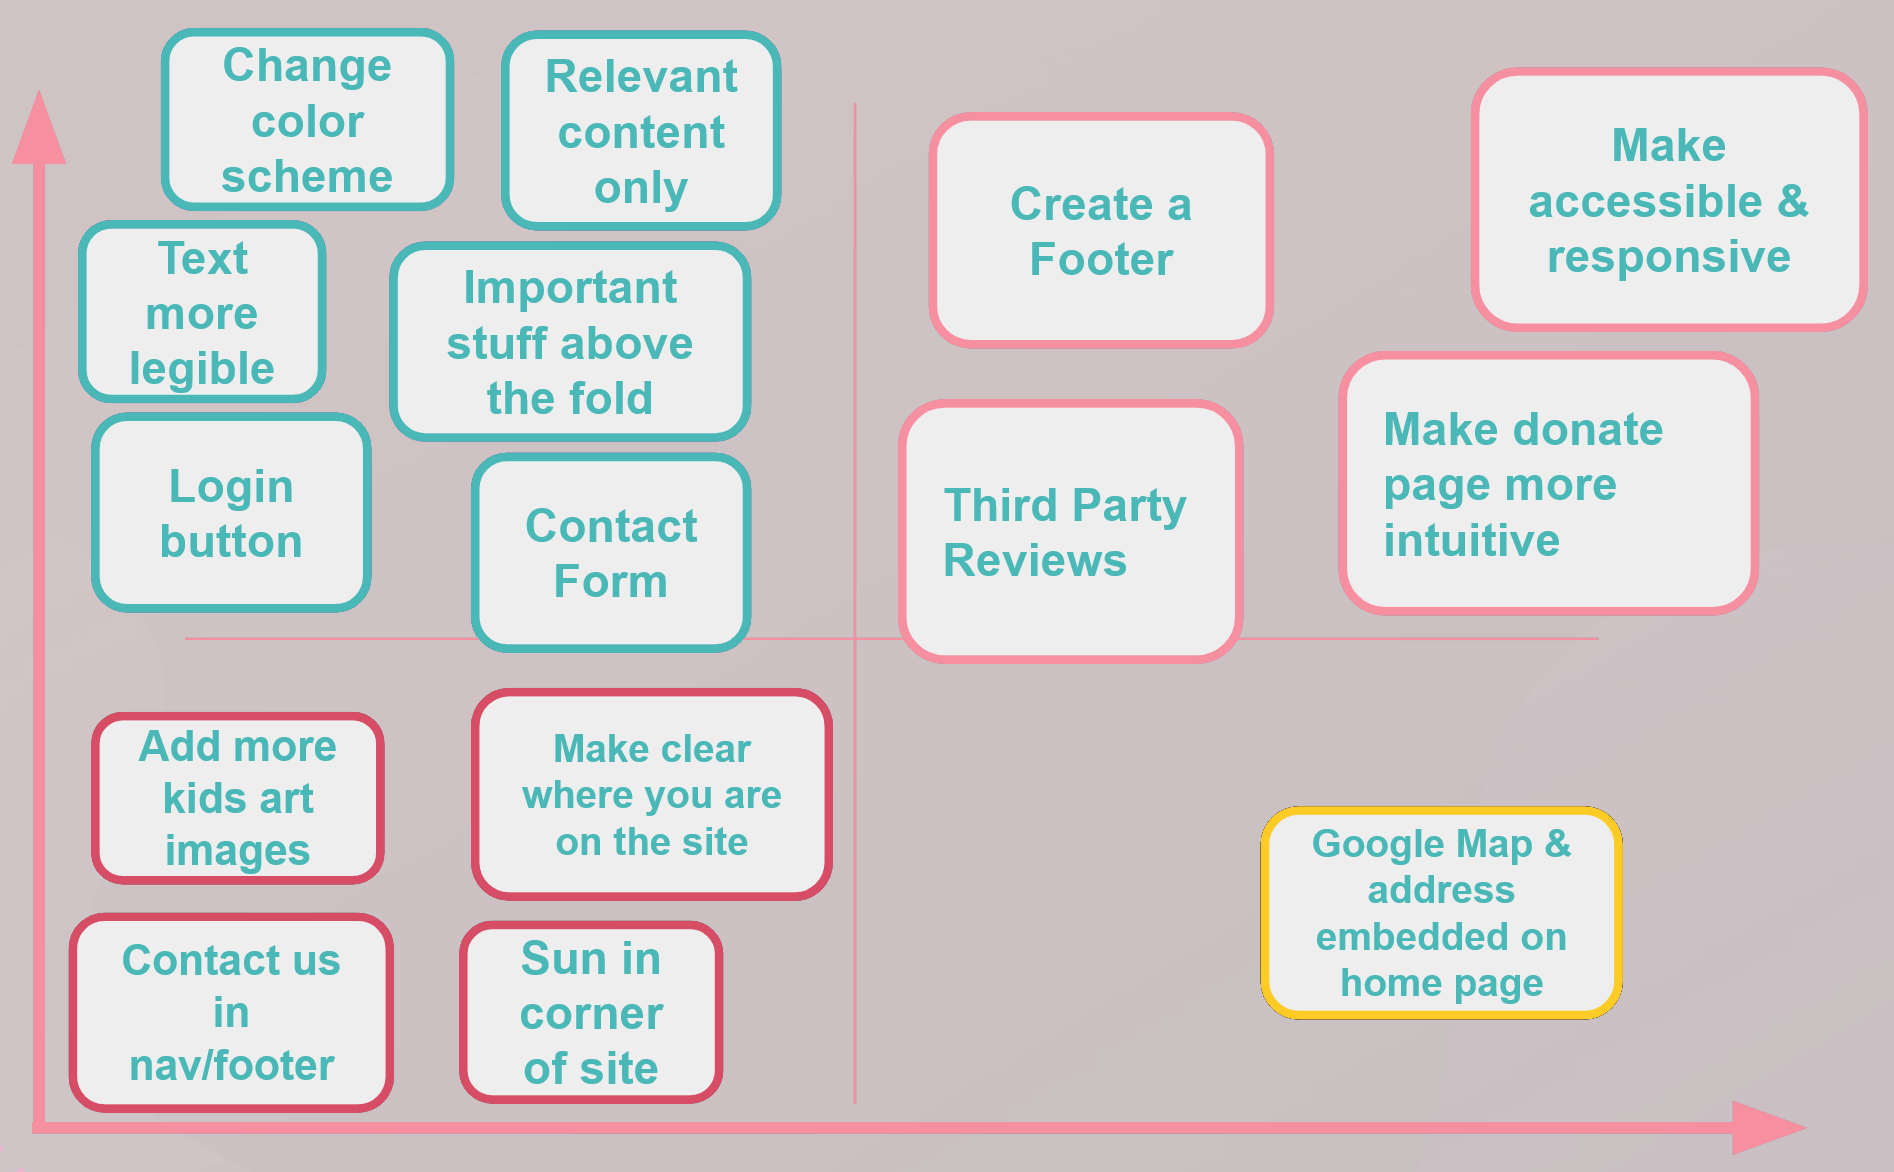 Change
color
scheme
Relevant
content
only
Text
more
legible
Important
stuff above
the fold
Login
button
Contact
Form
Create a
Footer
Make
accessible &
responsive
Third Party
Reviews
Make donate
page more
intuitive
Add more
kids art
images
Make clear
where you are
on the site
Contact us
in
nav/footer
Sun in
corner
of site
Google Map &
address
embedded on
home page